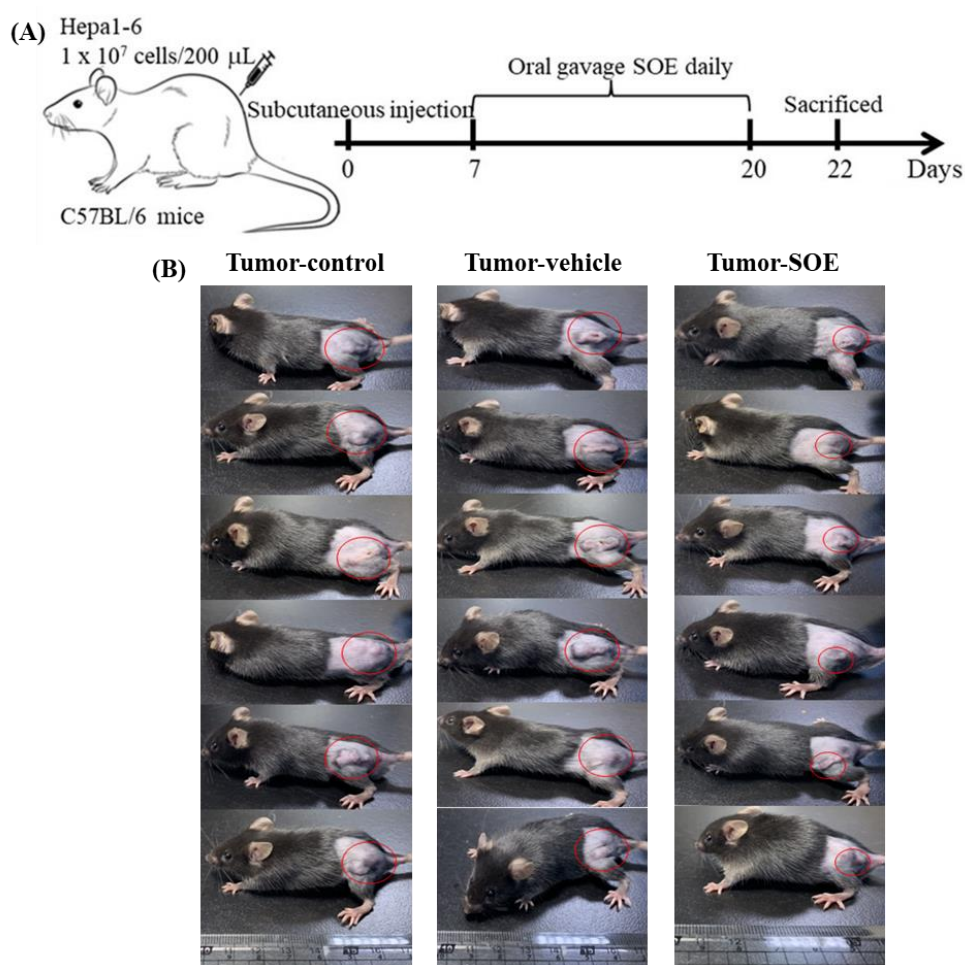 (A)
Hepa1-6
1 x 10⁷ cells/200 μL
Subcutaneous injection
Oral gavage SOE daily
Sacrificed
0
7
20
22
Days
C57BL/6 mice
(B)
Tumor-control
Tumor-vehicle
Tumor-SOE